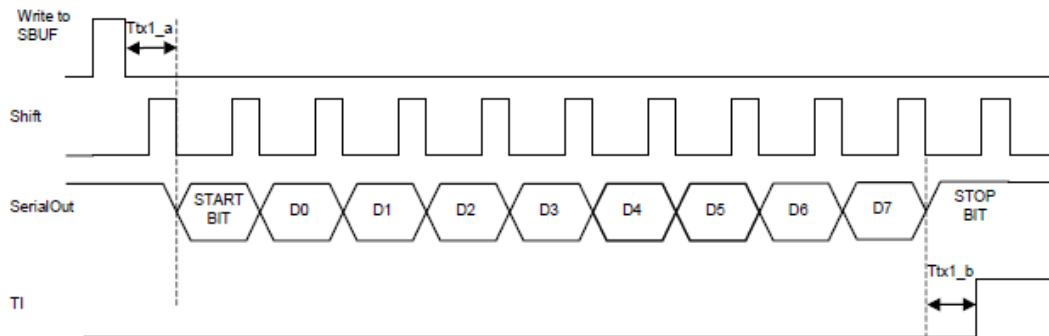 Write to
SBUF
Ttx1_a
Shift
SerialOut
START
BIT
D0
D1
D2
D3
D4
D5
D6
D7
STOP
BIT
Ttx1_b
TI